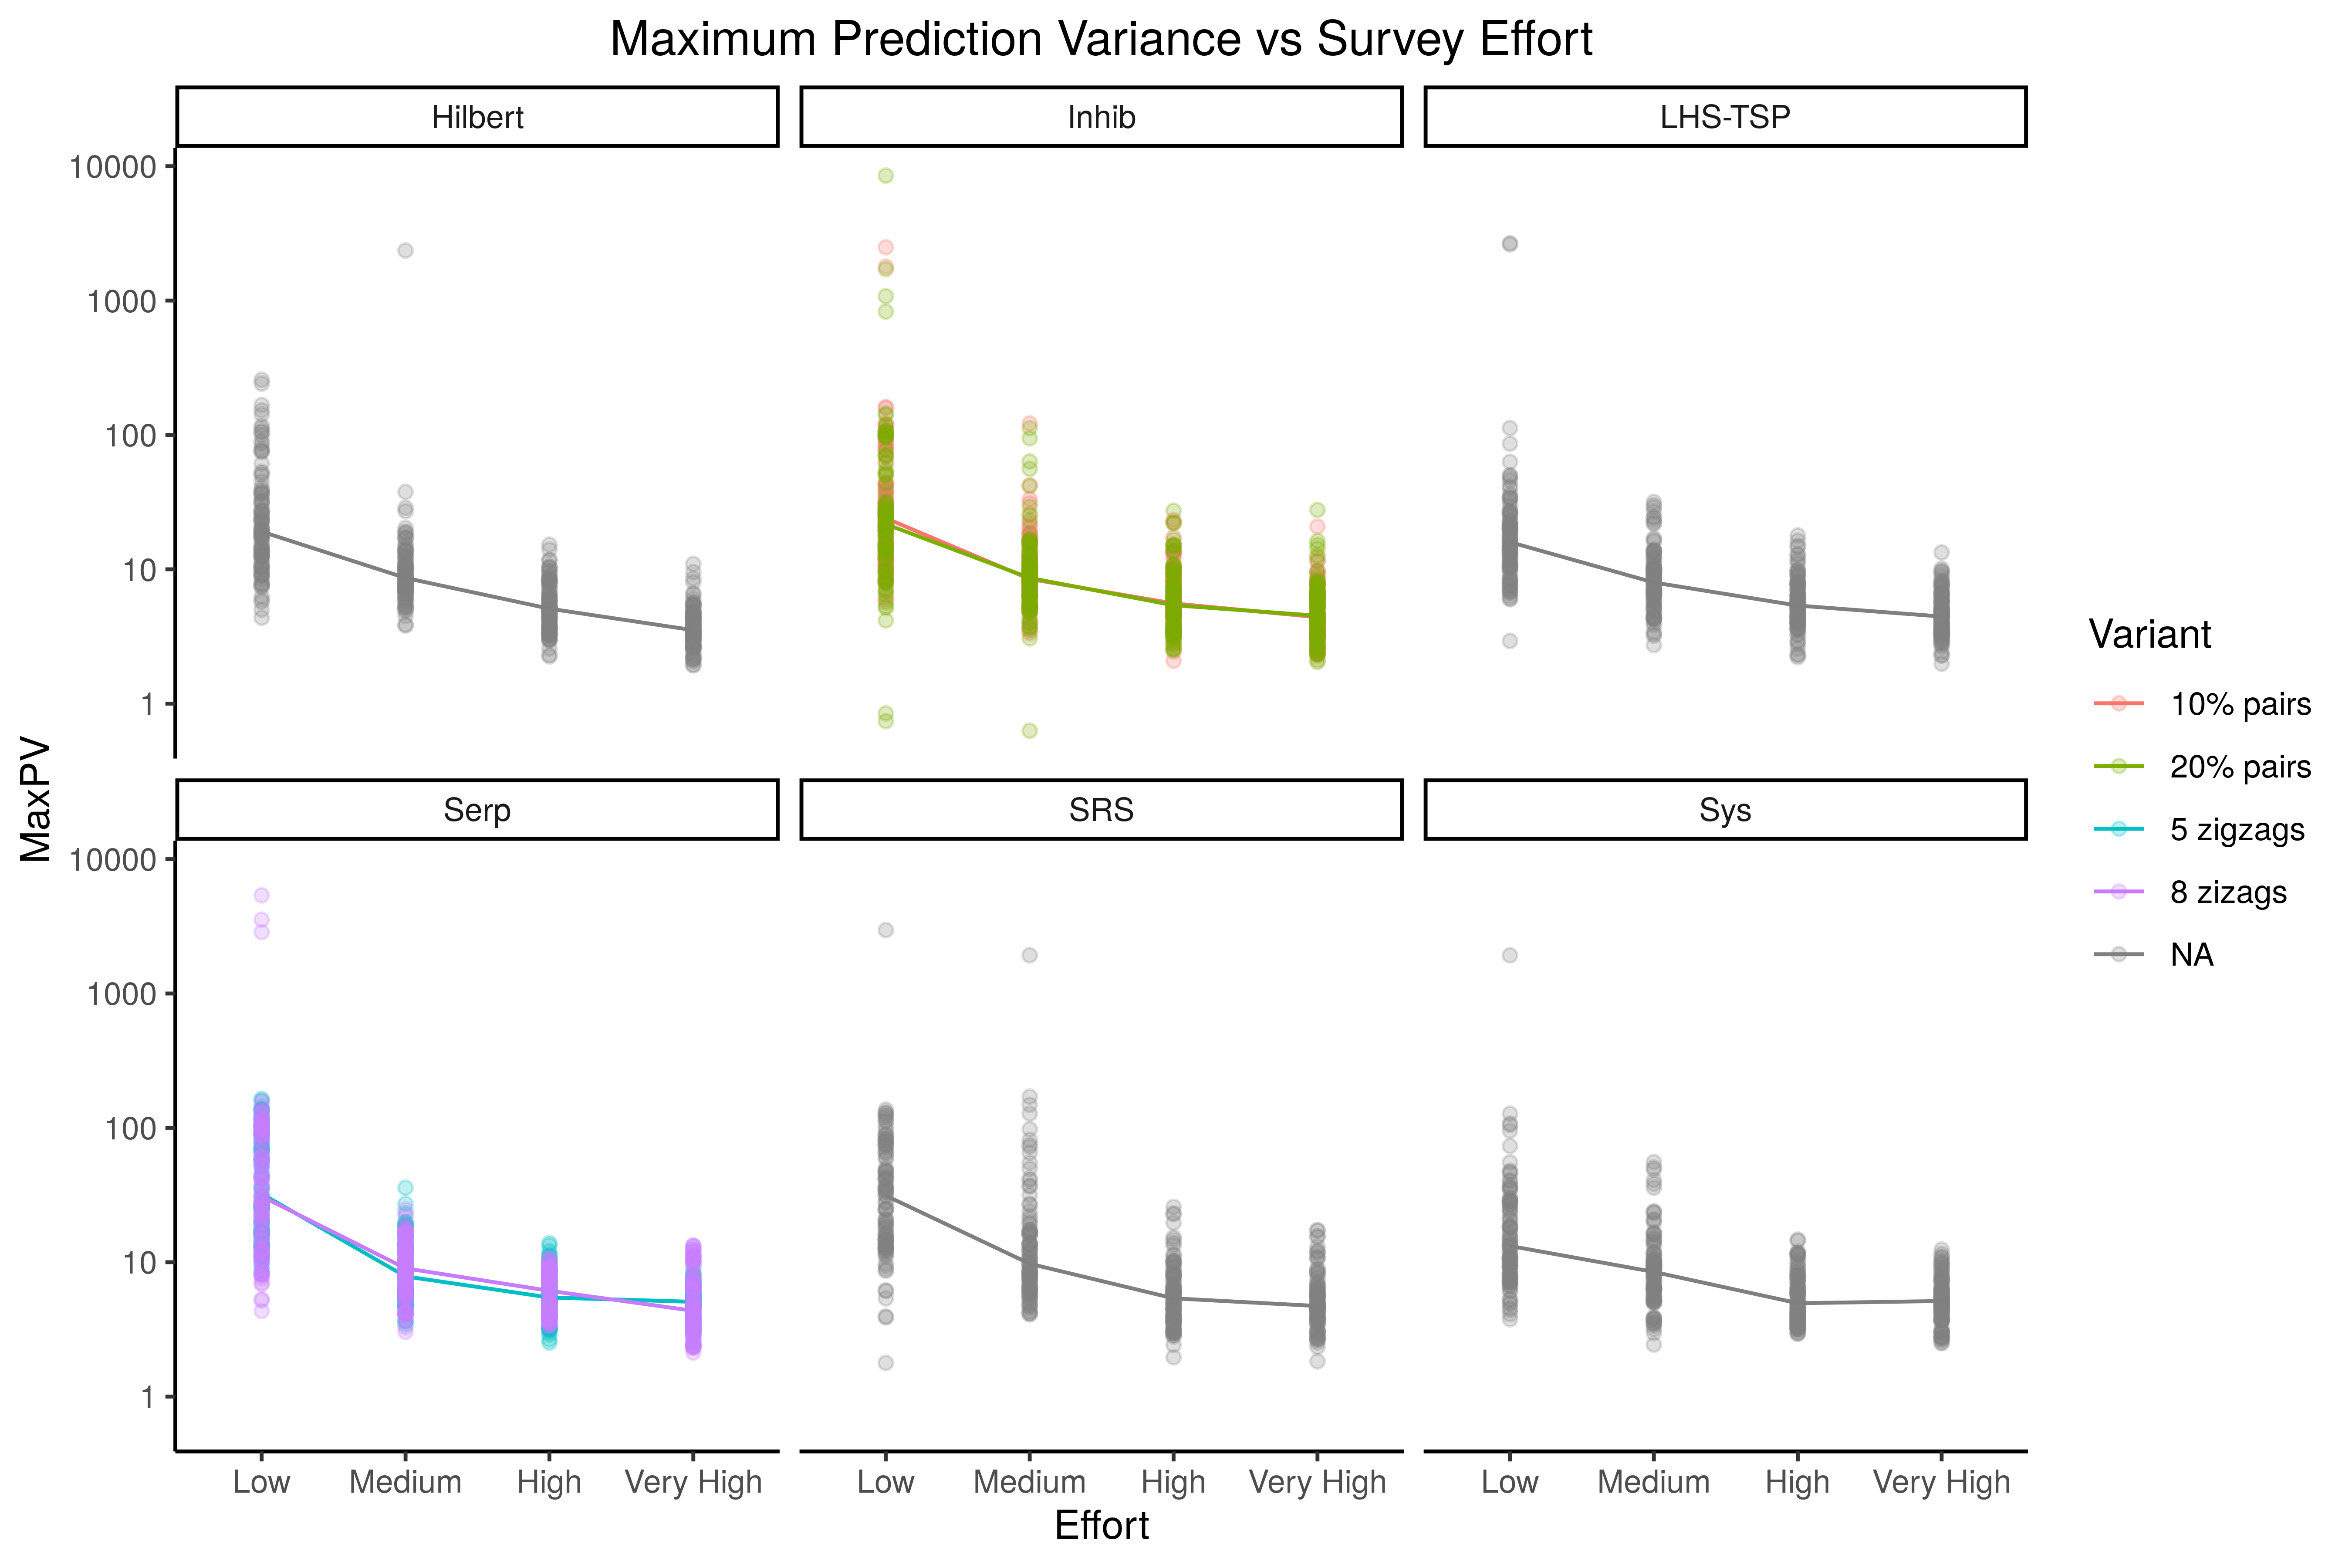 Maximum Prediction Variance vs Survey Effort
Hilbert
Inhib
LHS-TSP
10000
1000
100
10
1
MaxPV
Serp
SRS
Sys
10000
1000
100
10
1
Low Medium High Very High
Low Medium High Very High
Low Medium High Very High
Effort
Variant
10% pairs
20% pairs
5 zigzags
8 zizags
NA